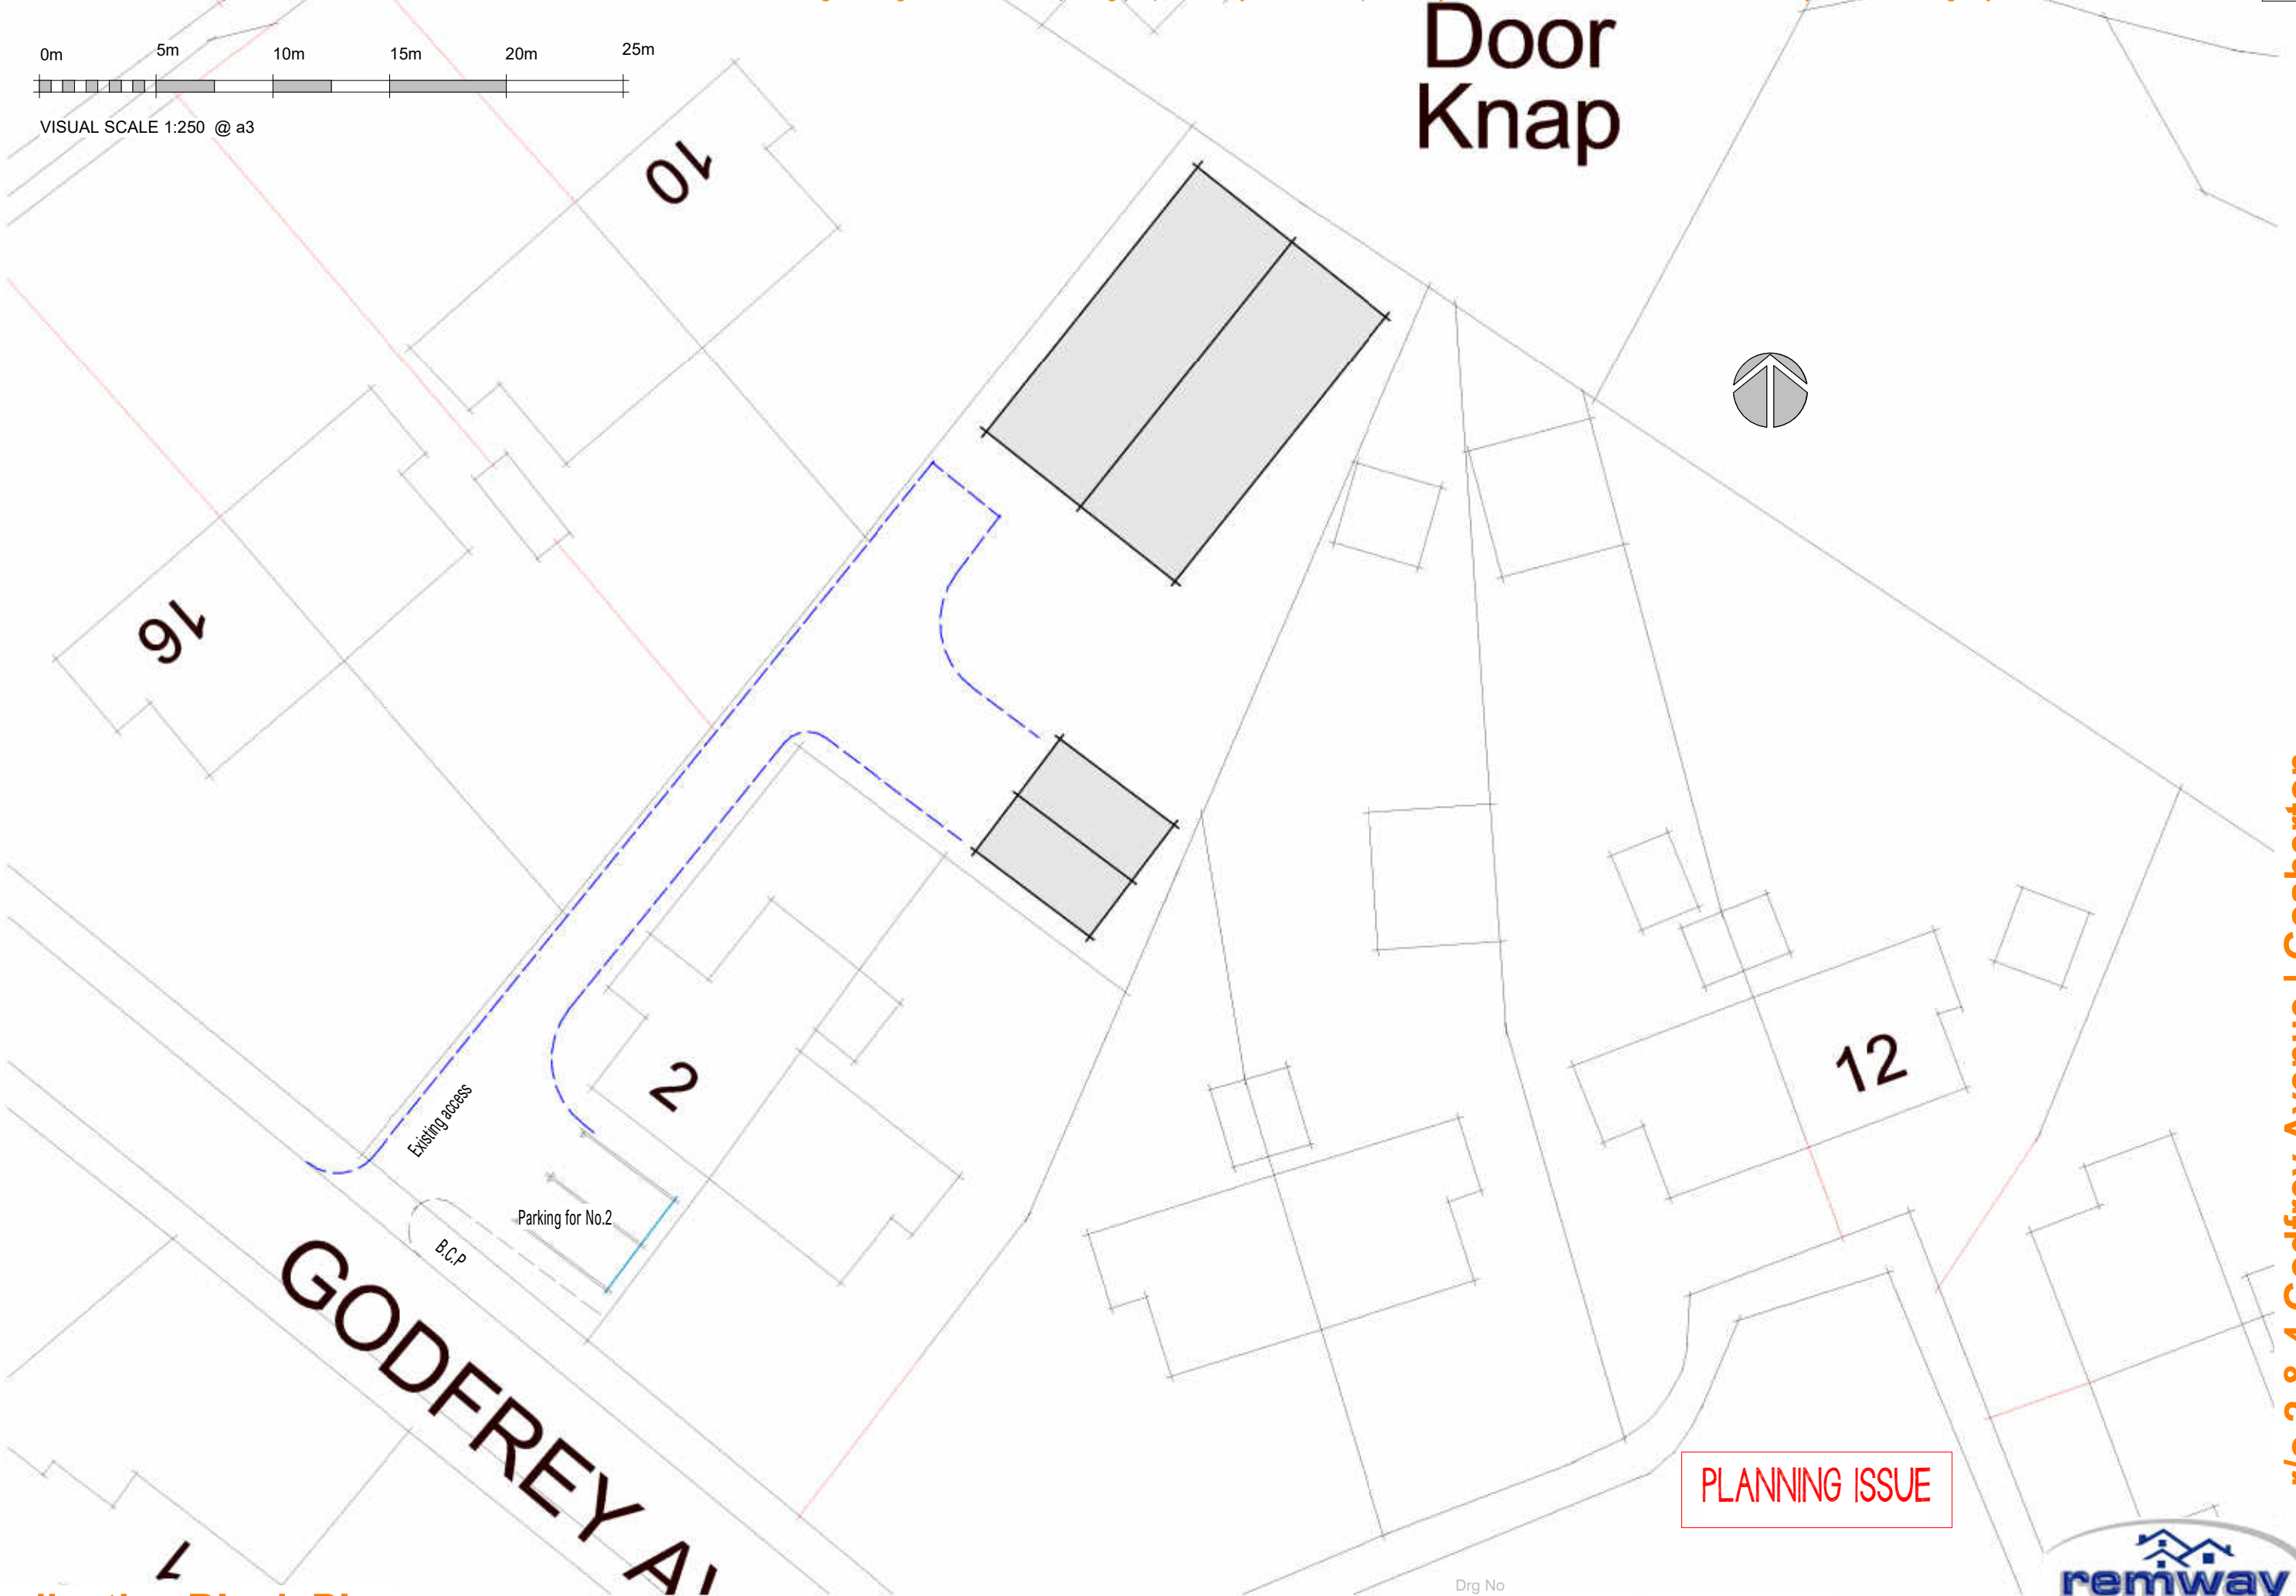 0m 5m 10m 15m 20m 25m
VISUAL SCALE 1:250 @ a3
Door
Knap
10
16
2
12
Existing access
Parking for No.2
B.C.P
GODFREY
1
PLANNING ISSUE
remway
Drg No